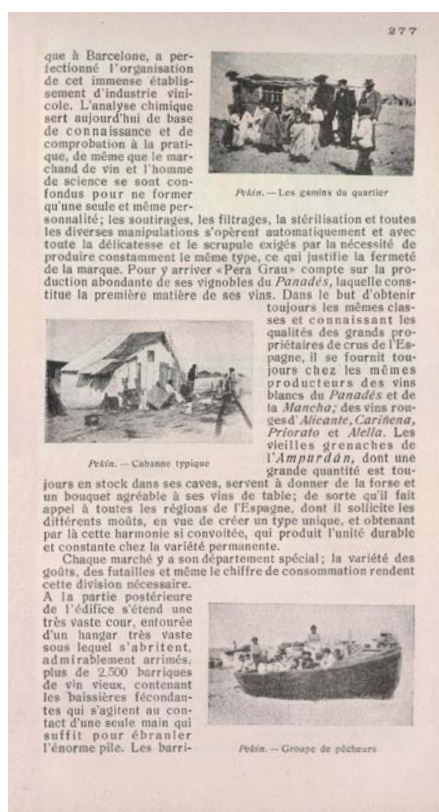 277
que à Barcelone, a per-
fectionné l'organisation
de cet immense établis-
sement d'industrie vini-
cole. L'analyse chimique
sert aujourd'hui de base
de connaissance et de
comprobation à la prati-
que, de même que le mar-
chand de vin et l'homme
de science se sont con-
fondus pour ne former
qu'une seule et même per-
Pekin. — Les gamins du quartier
sonnalité; les soutirages, les filtrages, la stérilisation et toutes
les diverses manipulations s'opèrent automatiquement et avec
toute la délicatesse et le scrupule exigés par la nécessité de
produire constamment le même type, ce qui justifie la fermeté
de la marque. Pour y arriver «Pera Grau» compte sur la pro-
duction abondante de ses vignobles du Panadés, laquelle cons-
titue la première matière de ses vins. Dans le but d'obtenir
toujours les mêmes clas-
ses et connaissant les
qualités des grands pro-
priétaires de crus de l'Es-
pagne, il se fournit tou-
jours chez les mêmes
producteurs des vins
blancs du Panadés et de
la Mancha; des vins rou-
ges d'Alicante, Cariñena,
Priorato et Alella. Les
vieilles grenaches de
l'Ampurdán, dont une
grande quantité est tou-
Pekin. — Cabanne typique
jours en stock dans ses caves, servent à donner de la forse et
un bouquet agréable à ses vins de table; de sorte qu'il fait
appel à toutes les régions de l'Espagne, dont il sollicite les
différents moûts, en vue de créer un type unique, et obtenant
par là cette harmonie si convoitée, qui produit l'unité durable
et constante chez la variété permanente.
Chaque marché y a son département spécial; la variété des
goûts, des futailles et même le chiffre de consommation rendent
cette division nécessaire.
A la partie postérieure
de l'édifice s'étend une
très vaste cour, entourée
d'un hangar très vaste
sous lequel s'abritent,
admirablement arrimés,
plus de 2,500 barriques
de vin vieux, contenant
les baissières fécondan-
tes qui s'agitent au con-
tact d'une seule main qui
suffit pour ébranler
l'énorme pile. Les barri-
Pekin. — Groupe de pêcheurs